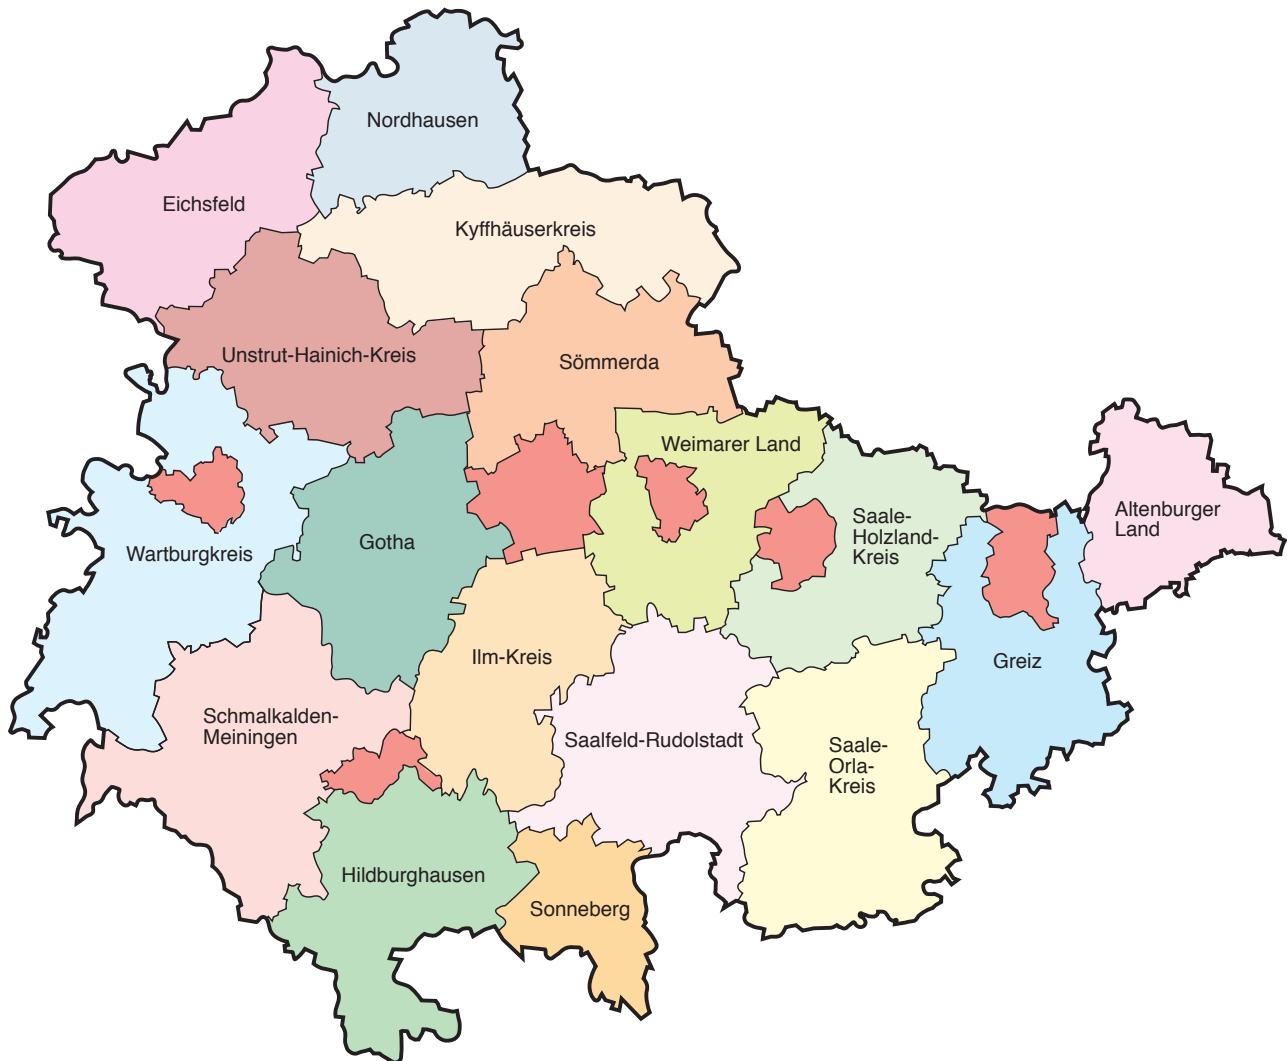 Nordhausen
Eichsfeld
Kyffhäuserkreis
Unstrut-Hainich-Kreis
Sömmerda
Weimarer Land
Altenburger
Land
Saale-
Holzland-
Kreis
Gotha
Wartburgkreis
Ilm-Kreis
Greiz
Schmalkalden-
Meiningen
Saalfeld-Rudolstadt
Saale-
Orla-
Kreis
Hildburghausen
Sonneberg